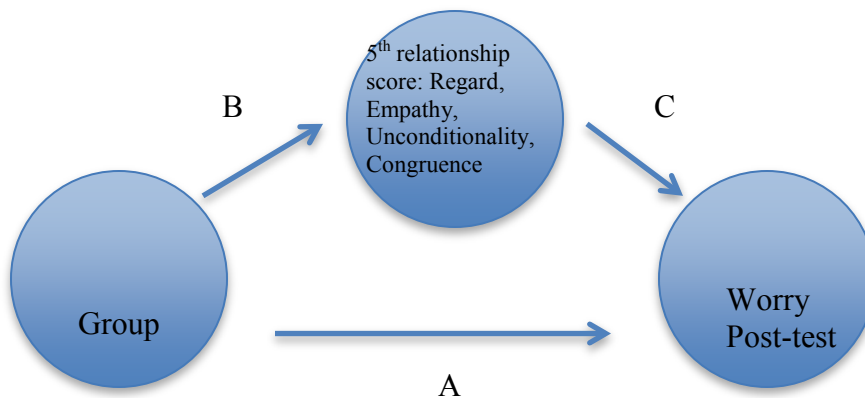 5th relationship
score: Regard,
Empathy,
Unconditionality,
Congruence
B
C
Group
Worry
Post-test
A